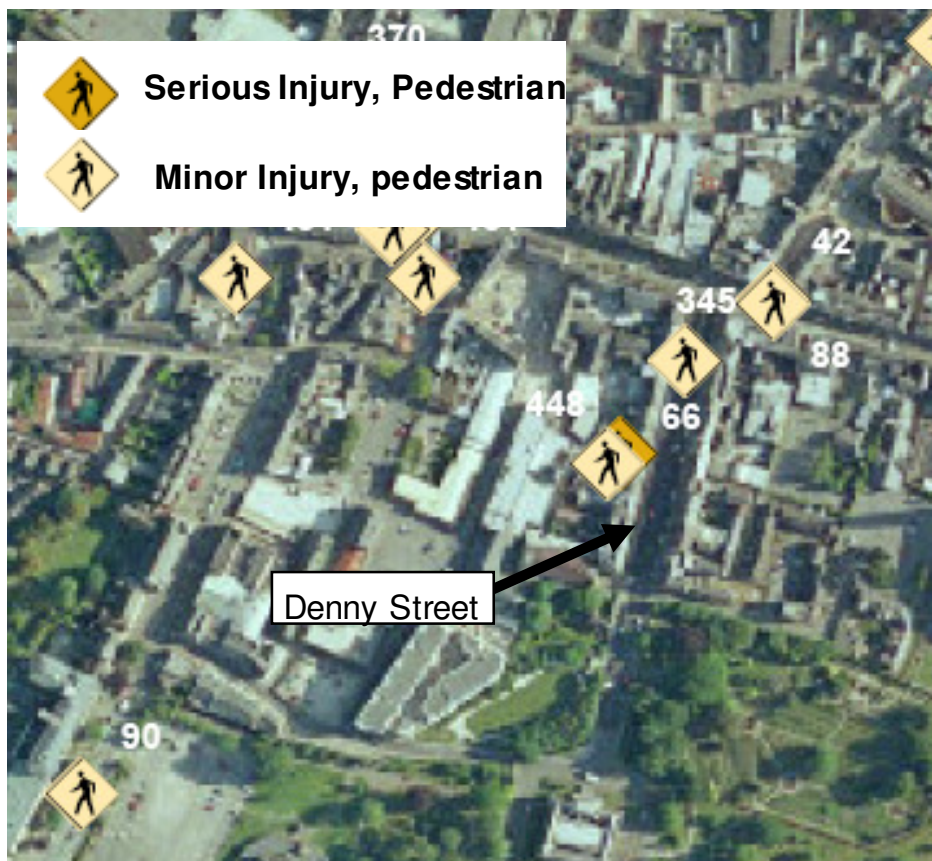 370
Serious Injury, Pedestrian
Minor Injury, pedestrian
42
345
88
448
66
Denny Street
90